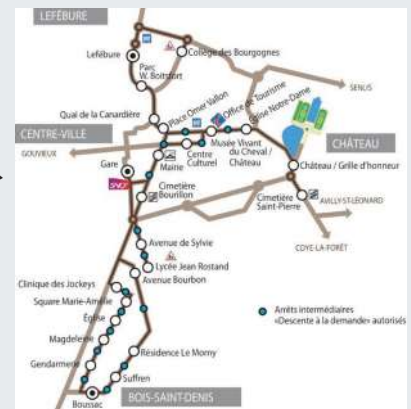 LEFÉBURE
Lefébure
Collège des Bourgognes
Parc
W. Boitsfort
Quai de la Canardière
Place Omer Vallon
Office de Tourisme
Église Notre-Dame
SENLIS
CENTRE-VILLE
GOUVIEUX
Gare
SNCF
Mairie
Centre
Culturel
Musée Vivant
du Cheval /
Château
CHÂTEAU
Château / Grille d'honneur
Cimetière
Bourillon
Cimetière
Saint-Pierre
AVILLY-ST-LÉONARD
COYE-LA-FORÊT
Avenue de Sylvie
Lycée Jean Rostand
Avenue Bourbon
Clinique des Jockeys
Square Marie-Amélie
Église
Magdeleine
Gendarmerie
Boussac
Suffren
Résidence Le Morny
BOIS-SAINT-DENIS
Arrêts intermédiaires
«Descente à la demande» autorisés